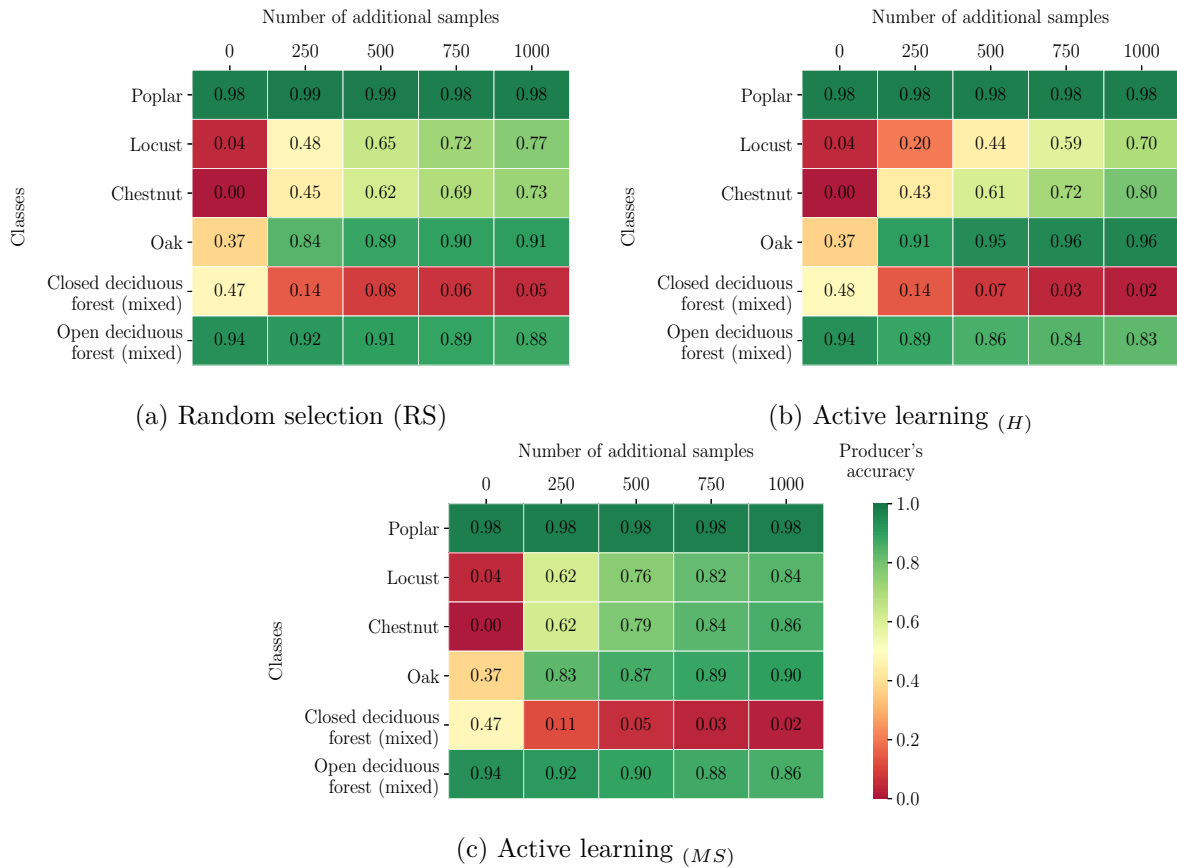 Number of additional samples
0 250 500 750 1000
Classes
Poplar 0.98 0.99 0.99 0.98 0.98
Locust 0.04 0.48 0.65 0.72 0.77
Chestnut 0.00 0.45 0.62 0.69 0.73
Oak 0.37 0.84 0.89 0.90 0.91
Closed deciduous
forest (mixed) 0.47 0.14 0.08 0.06 0.05
Open deciduous
forest (mixed) 0.94 0.92 0.91 0.89 0.88
(a) Random selection (RS)
Number of additional samples
0 250 500 750 1000
Classes
Poplar 0.98 0.98 0.98 0.98 0.98
Locust 0.04 0.20 0.44 0.59 0.70
Chestnut 0.00 0.43 0.61 0.72 0.80
Oak 0.37 0.91 0.95 0.96 0.96
Closed deciduous
forest (mixed) 0.48 0.14 0.07 0.03 0.02
Open deciduous
forest (mixed) 0.94 0.89 0.86 0.84 0.83
(b) Active learning (H)
Number of additional samples
0 250 500 750 1000
Classes
Poplar 0.98 0.98 0.98 0.98 0.98
Locust 0.04 0.62 0.76 0.82 0.84
Chestnut 0.00 0.62 0.79 0.84 0.86
Oak 0.37 0.83 0.87 0.89 0.90
Closed deciduous
forest (mixed) 0.47 0.11 0.05 0.03 0.02
Open deciduous
forest (mixed) 0.94 0.92 0.90 0.88 0.86
Producer's
accuracy
1.0
0.8
0.6
0.4
0.2
0.0
(c) Active learning (MS)